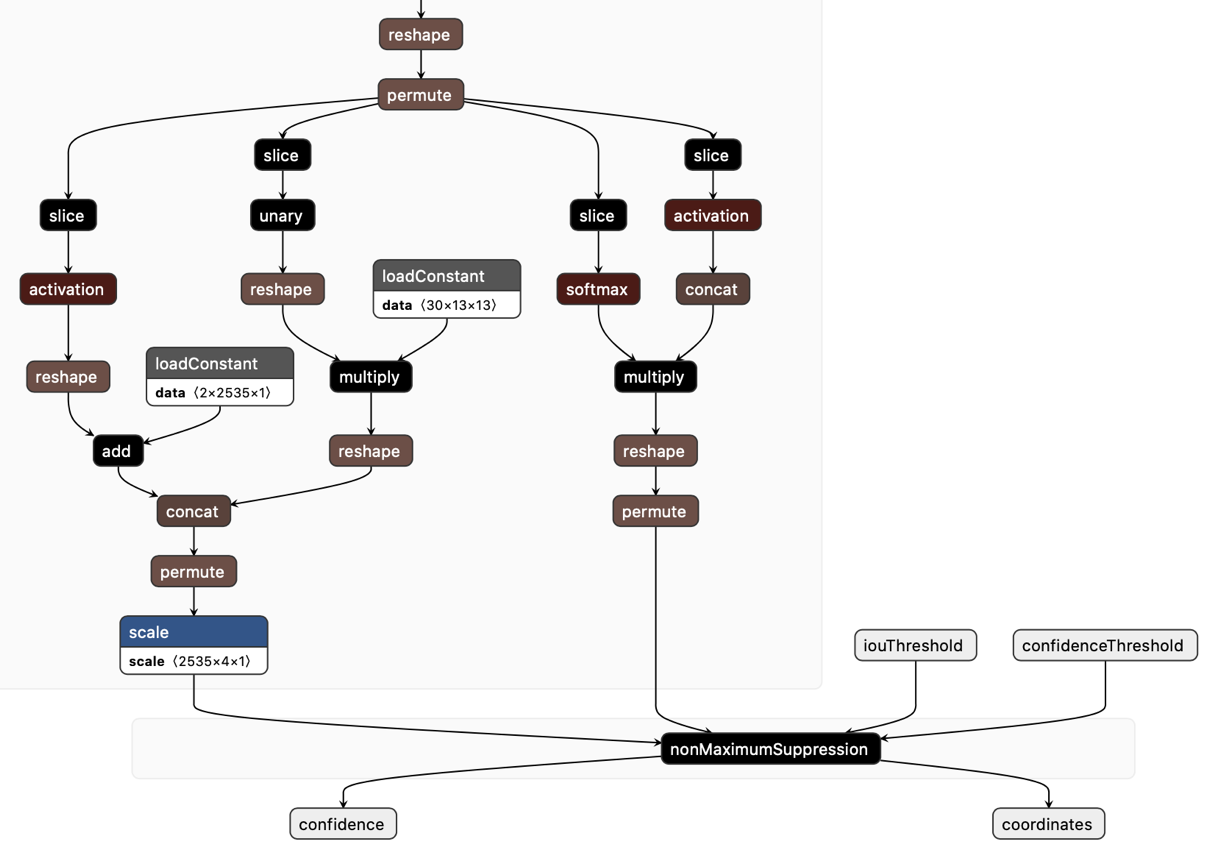 reshape
permute
slice
slice
slice
unary
slice
activation
activation
reshape
loadConstant
data ⟨30×13×13⟩
softmax
concat
reshape
loadConstant
data ⟨2×2535×1⟩
multiply
multiply
add
reshape
reshape
concat
permute
permute
scale
scale ⟨2535×4×1⟩
iouThreshold
confidenceThreshold
nonMaximumSuppression
confidence
coordinates